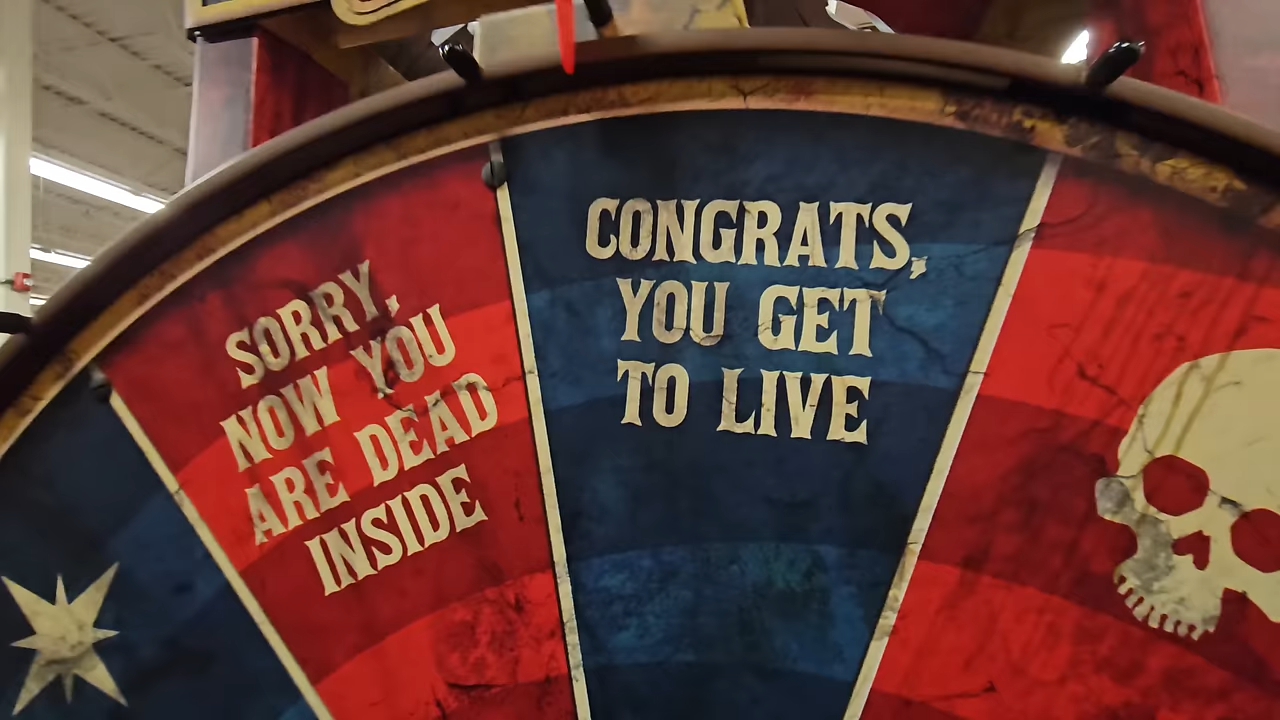 SORRY,
NOW YOU
ARE DEAD
INSIDE
CONGRATS,
YOU GET
TO LIVE